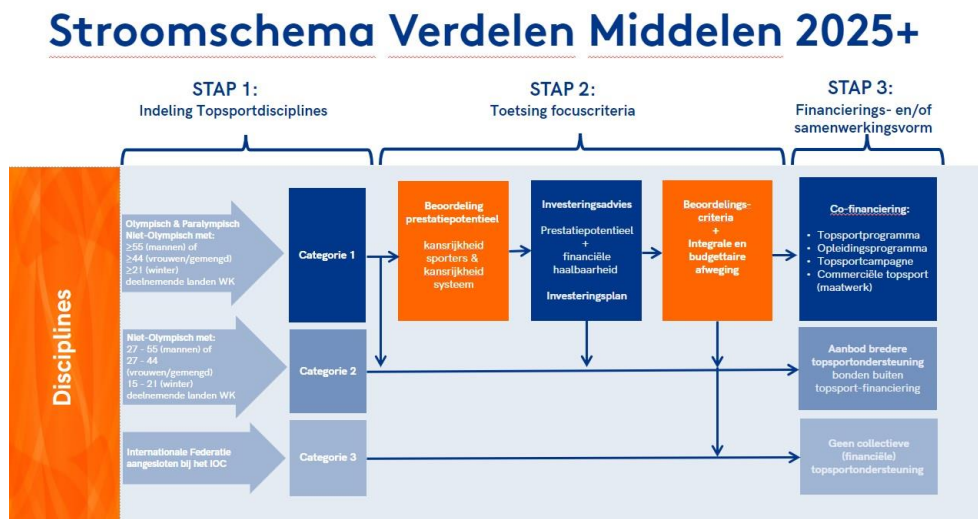 Stroomschema Verdelen Middelen 2025+
STAP 1:
Indeling Topsportdisciplines
STAP 2:
Toetsing focuscriteria
STAP 3:
Financierings- en/of
samenwerkingsvorm
Disciplines
Olympisch & Paralympisch
Niet-Olympisch met:
≥55 (mannen) of
≥44 (vrouwen/gemengd)
≥21 (winter)
deelnemende landen WK
Categorie 1
Beoordeling
prestatiepotentieel
kansrijkheid
sporters &
kansrijkheid
systeem
Investeringsadvies
Prestatiepotentieel
+
financiële
haalbaarheid
Investeringsplan
Beoordelings-
criteria
+
Integrale en
budgettaire
afweging
Co-financiering:
• Topsportprogramma
• Opleidingsprogramma
• Topsportcampagne
• Commerciële topsport
(maatwerk)
Niet-Olympisch met:
27 - 55 (mannen) of
27 - 44
(vrouwen/gemengd)
15 - 21 (winter)
deelnemende landen WK
Categorie 2
Aanbod bredere
topsportondersteuning
bonden buiten
topsport-financiering
Internationale Federatie
aangesloten bij het IOC
Categorie 3
Geen collectieve
(financiële)
topsportondersteuning